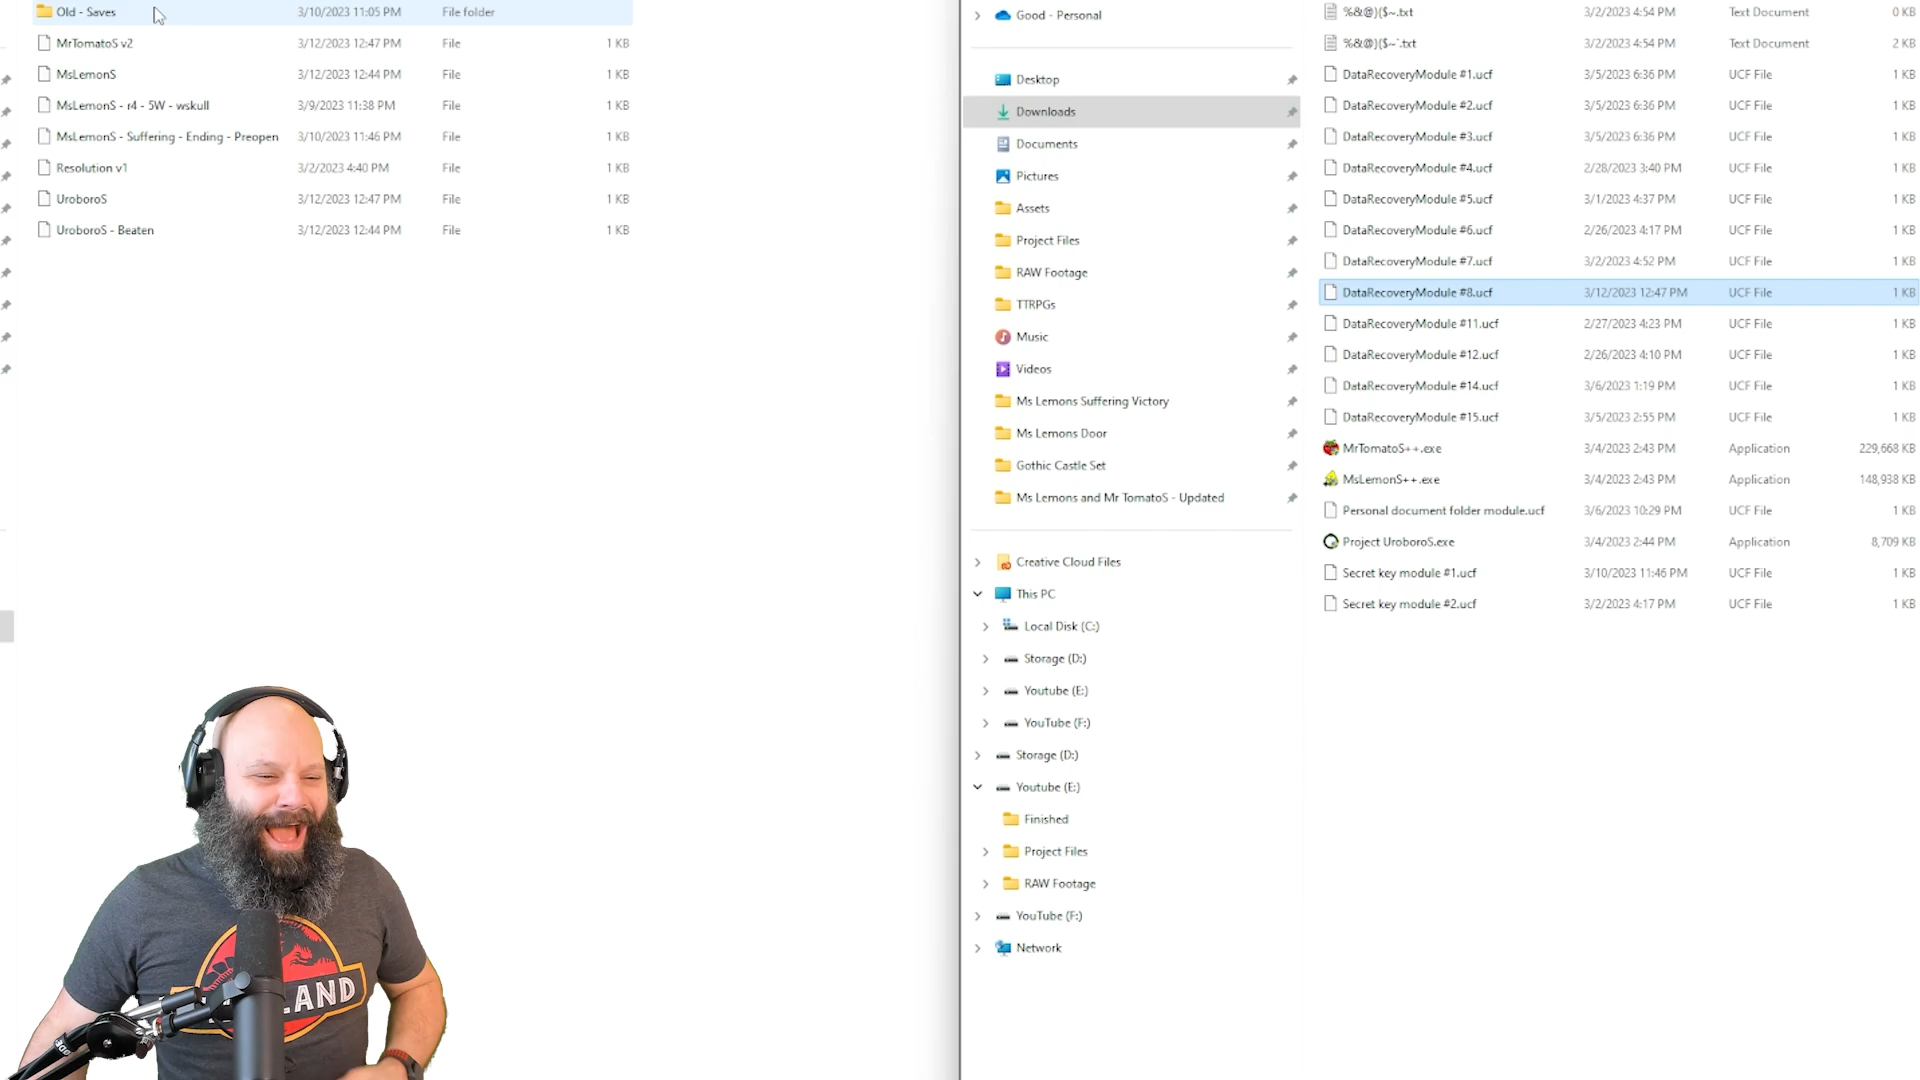 Old - Saves 3/10/2023 11:05 PM File folder
MrTomatoS v2 3/12/2023 12:47 PM File 1 KB
MsLemonS 3/12/2023 12:44 PM File 1 KB
MsLemonS - r4 - 5W - wskull 3/9/2023 11:38 PM File 1 KB
MsLemonS - Suffering - Ending - Preopen 3/10/2023 11:46 PM File 1 KB
Resolution v1 3/2/2023 4:40 PM File 1 KB
UroboroS 3/12/2023 12:47 PM File 1 KB
UroboroS - Beaten 3/12/2023 12:44 PM File 1 KB
Good - Personal
Desktop
Downloads
Documents
Pictures
Assets
Project Files
RAW Footage
TTRPGs
Music
Videos
Ms Lemons Suffering Victory
Ms Lemons Door
Gothic Castle Set
Ms Lemons and Mr TomatoS - Updated
Creative Cloud Files
This PC
Local Disk (C:)
Storage (D:)
Youtube (E:)
YouTube (F:)
Storage (D:)
Youtube (E:)
Finished
Project Files
RAW Footage
YouTube (F:)
Network
%&@){$~.txt 3/2/2023 4:54 PM Text Document 0 KB
%&@){$~¨.txt 3/2/2023 4:54 PM Text Document 2 KB
DataRecoveryModule #1.ucf 3/5/2023 6:36 PM UCF File 1 KB
DataRecoveryModule #2.ucf 3/5/2023 6:36 PM UCF File 1 KB
DataRecoveryModule #3.ucf 3/5/2023 6:36 PM UCF File 1 KB
DataRecoveryModule #4.ucf 2/28/2023 3:40 PM UCF File 1 KB
DataRecoveryModule #5.ucf 3/1/2023 4:37 PM UCF File 1 KB
DataRecoveryModule #6.ucf 2/26/2023 4:17 PM UCF File 1 KB
DataRecoveryModule #7.ucf 3/2/2023 4:52 PM UCF File 1 KB
DataRecoveryModule #8.ucf 3/12/2023 12:47 PM UCF File 1 KB
DataRecoveryModule #11.ucf 2/27/2023 4:23 PM UCF File 1 KB
DataRecoveryModule #12.ucf 2/26/2023 4:10 PM UCF File 1 KB
DataRecoveryModule #14.ucf 3/6/2023 1:19 PM UCF File 1 KB
DataRecoveryModule #15.ucf 3/5/2023 2:55 PM UCF File 1 KB
MrTomatoS++.exe 3/4/2023 2:43 PM Application 229,668 KB
MsLemonS++.exe 3/4/2023 2:43 PM Application 148,938 KB
Personal document folder module.ucf 3/6/2023 10:29 PM UCF File 1 KB
Project UroboroS.exe 3/4/2023 2:44 PM Application 8,709 KB
Secret key module #1.ucf 3/10/2023 11:46 PM UCF File 1 KB
Secret key module #2.ucf 3/2/2023 4:17 PM UCF File 1 KB
LAND